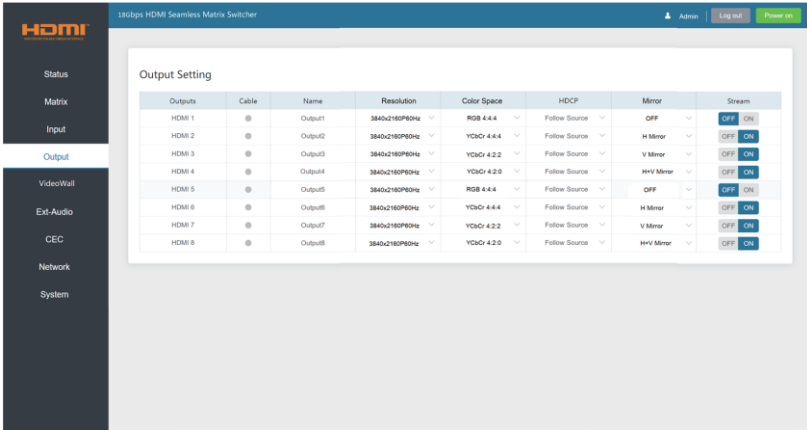 18Gbps HDMI Seamless Matrix Switcher Admin Log out Power on
HDMI
Status
Matrix
Input
Output
VideoWall
Ext-Audio
CEC
Network
System
Output Setting
Outputs Cable Name Resolution Color Space HDCP Mirror Stream
HDMI 1 Output1 3840x2160P60Hz RGB 4:4:4 Follow Source OFF OFF ON
HDMI 2 Output2 3840x2160P60Hz YCbCr 4:4:4 Follow Source H Mirror OFF ON
HDMI 3 Output3 3840x2160P60Hz YCbCr 4:2:2 Follow Source V Mirror OFF ON
HDMI 4 Output4 3840x2160P60Hz YCbCr 4:2:0 Follow Source H+V Mirror OFF ON
HDMI 5 Output5 3840x2160P60Hz RGB 4:4:4 Follow Source OFF OFF ON
HDMI 6 Output6 3840x2160P60Hz YCbCr 4:4:4 Follow Source H Mirror OFF ON
HDMI 7 Output7 3840x2160P60Hz YCbCr 4:2:2 Follow Source V Mirror OFF ON
HDMI 8 Output8 3840x2160P60Hz YCbCr 4:2:0 Follow Source H+V Mirror OFF ON